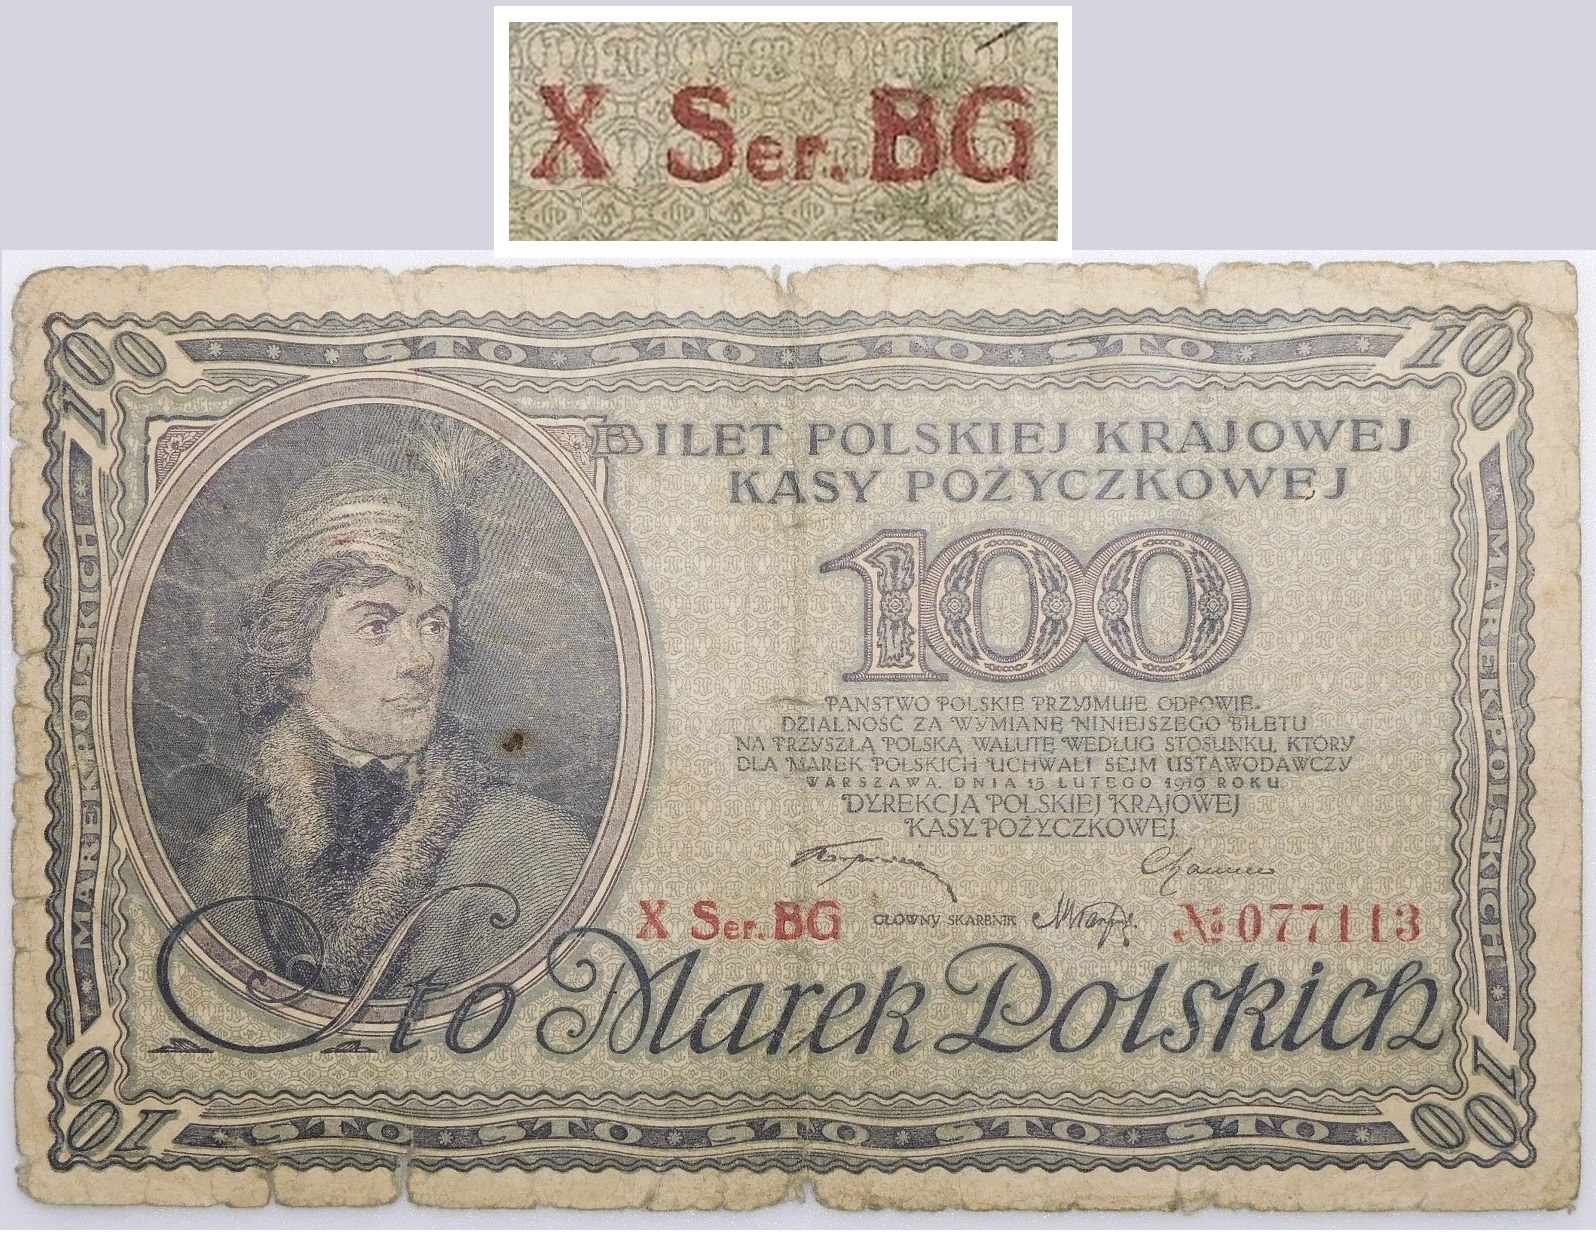 X Ser. BG
100 * * * STO * STO * STO * STO * * * 100
BILET POLSKIEJ KRAJOWEJ
KASY POŻYCZKOWEJ
100
PAŃSTWO POLSKIE PRZYJMUJE ODPOWIE-
DZIALNOŚĆ ZA WYMIANĘ NINIEJSZEGO BILETU
NA PRZYSZŁĄ POLSKĄ WALUTĘ WEDŁUG STOSUNKU, KTÓRY
DLA MAREK POLSKICH UCHWALI SEJM USTAWODAWCZY
WARSZAWA, DNIA 15 LUTEGO 1919 ROKU
DYREKCJA POLSKIEJ KRAJOWEJ
KASY POŻYCZKOWEJ.
* MAREK POLSKICH *
* MAREK POLSKICH *
X Ser. BG GŁÓWNY SKARBNIK № 077113
Sto Marek Polskich
100 * STO * STO * STO * STO * STO * 100